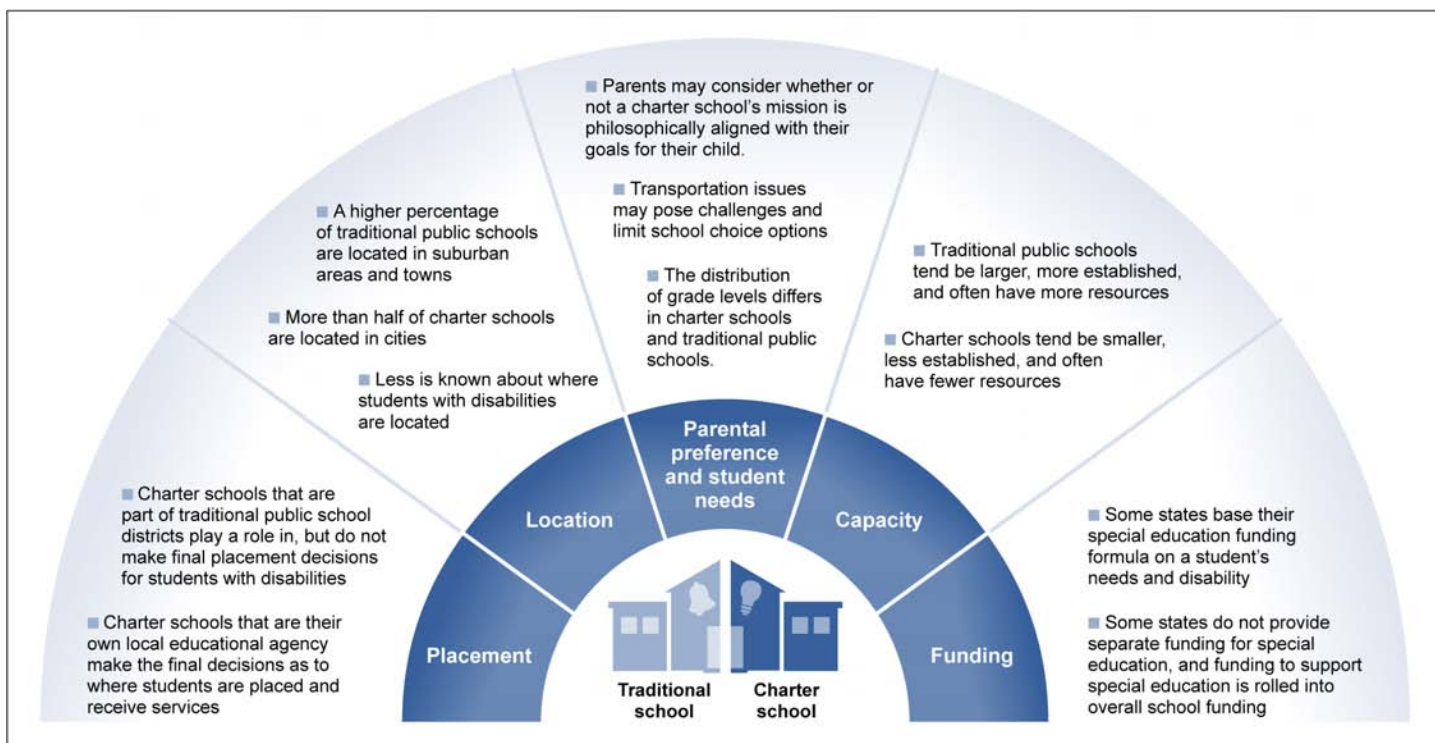 Parents may consider whether or
not a charter school's mission is
philosophically aligned with their
goals for their child.
Transportation issues
may pose challenges and
limit school choice options
The distribution
of grade levels differs
in charter schools
and traditional public
schools.
A higher percentage
of traditional public schools
are located in suburban
areas and towns
More than half of charter schools
are located in cities
Less is known about where
students with disabilities
are located
Traditional public schools
tend be larger, more established,
and often have more resources
Charter schools tend be smaller,
less established, and often
have fewer resources
Charter schools that are
part of traditional public school
districts play a role in, but do not
make final placement decisions
for students with disabilities
Charter schools that are their
own local educational agency
make the final decisions as to
where students are placed and
receive services
Some states base their
special education funding
formula on a student's
needs and disability
Some states do not provide
separate funding for special
education, and funding to support
special education is rolled into
overall school funding
Placement
Location
Parental
preference
and student
needs
Capacity
Funding
Traditional
school
Charter
school